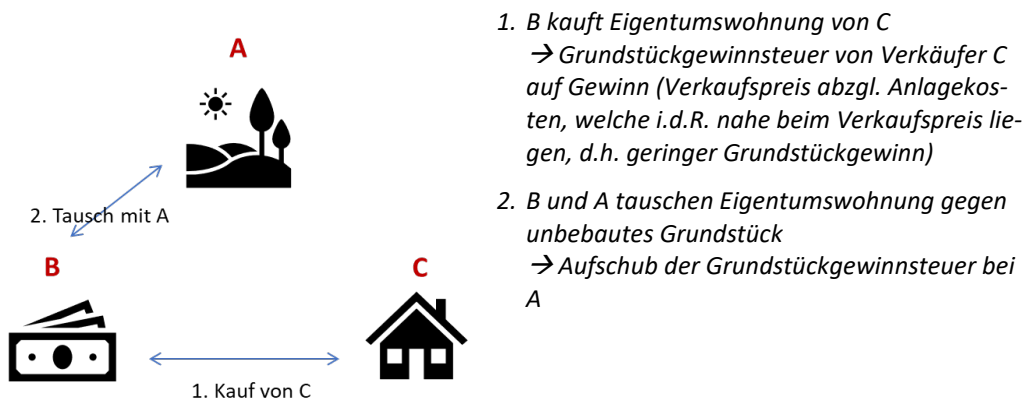 A
2. Tausch mit A
B
C
1. Kauf von C
1. B kauft Eigentumswohnung von C
→ Grundstückgewinnsteuer von Verkäufer C
auf Gewinn (Verkaufspreis abzgl. Anlagekos-
ten, welche i.d.R. nahe beim Verkaufspreis lie-
gen, d.h. geringer Grundstückgewinn)
2. B und A tauschen Eigentumswohnung gegen
unbebautes Grundstück
→ Aufschub der Grundstückgewinnsteuer bei
A